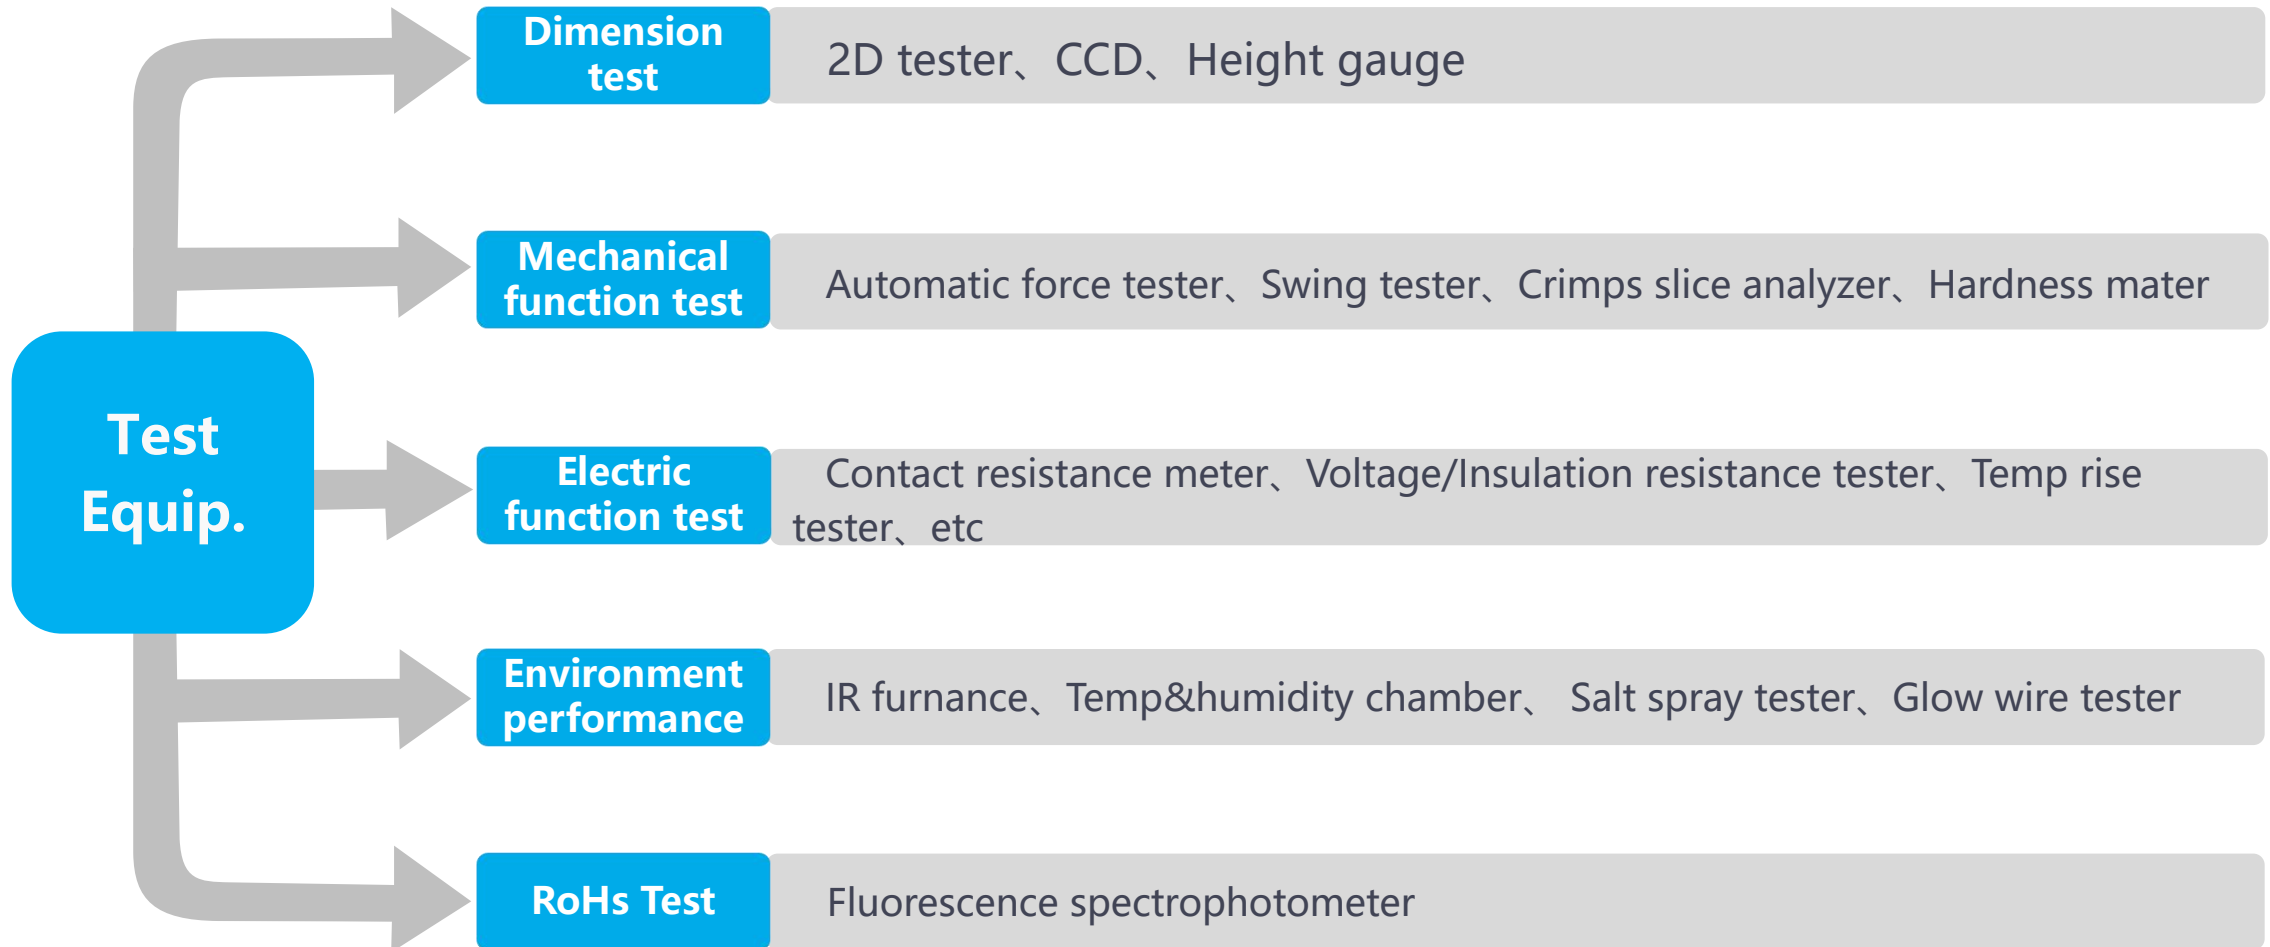 Dimension
test
2D tester、CCD、Height gauge
Mechanical
function test
Automatic force tester、Swing tester、Crimps slice analyzer、Hardness mater
Test
Equip.
Electric
function test
Contact resistance meter、Voltage/Insulation resistance tester、Temp rise
tester、etc
Environment
performance
IR furnance、Temp&humidity chamber、 Salt spray tester、Glow wire tester
RoHs Test
Fluorescence spectrophotometer